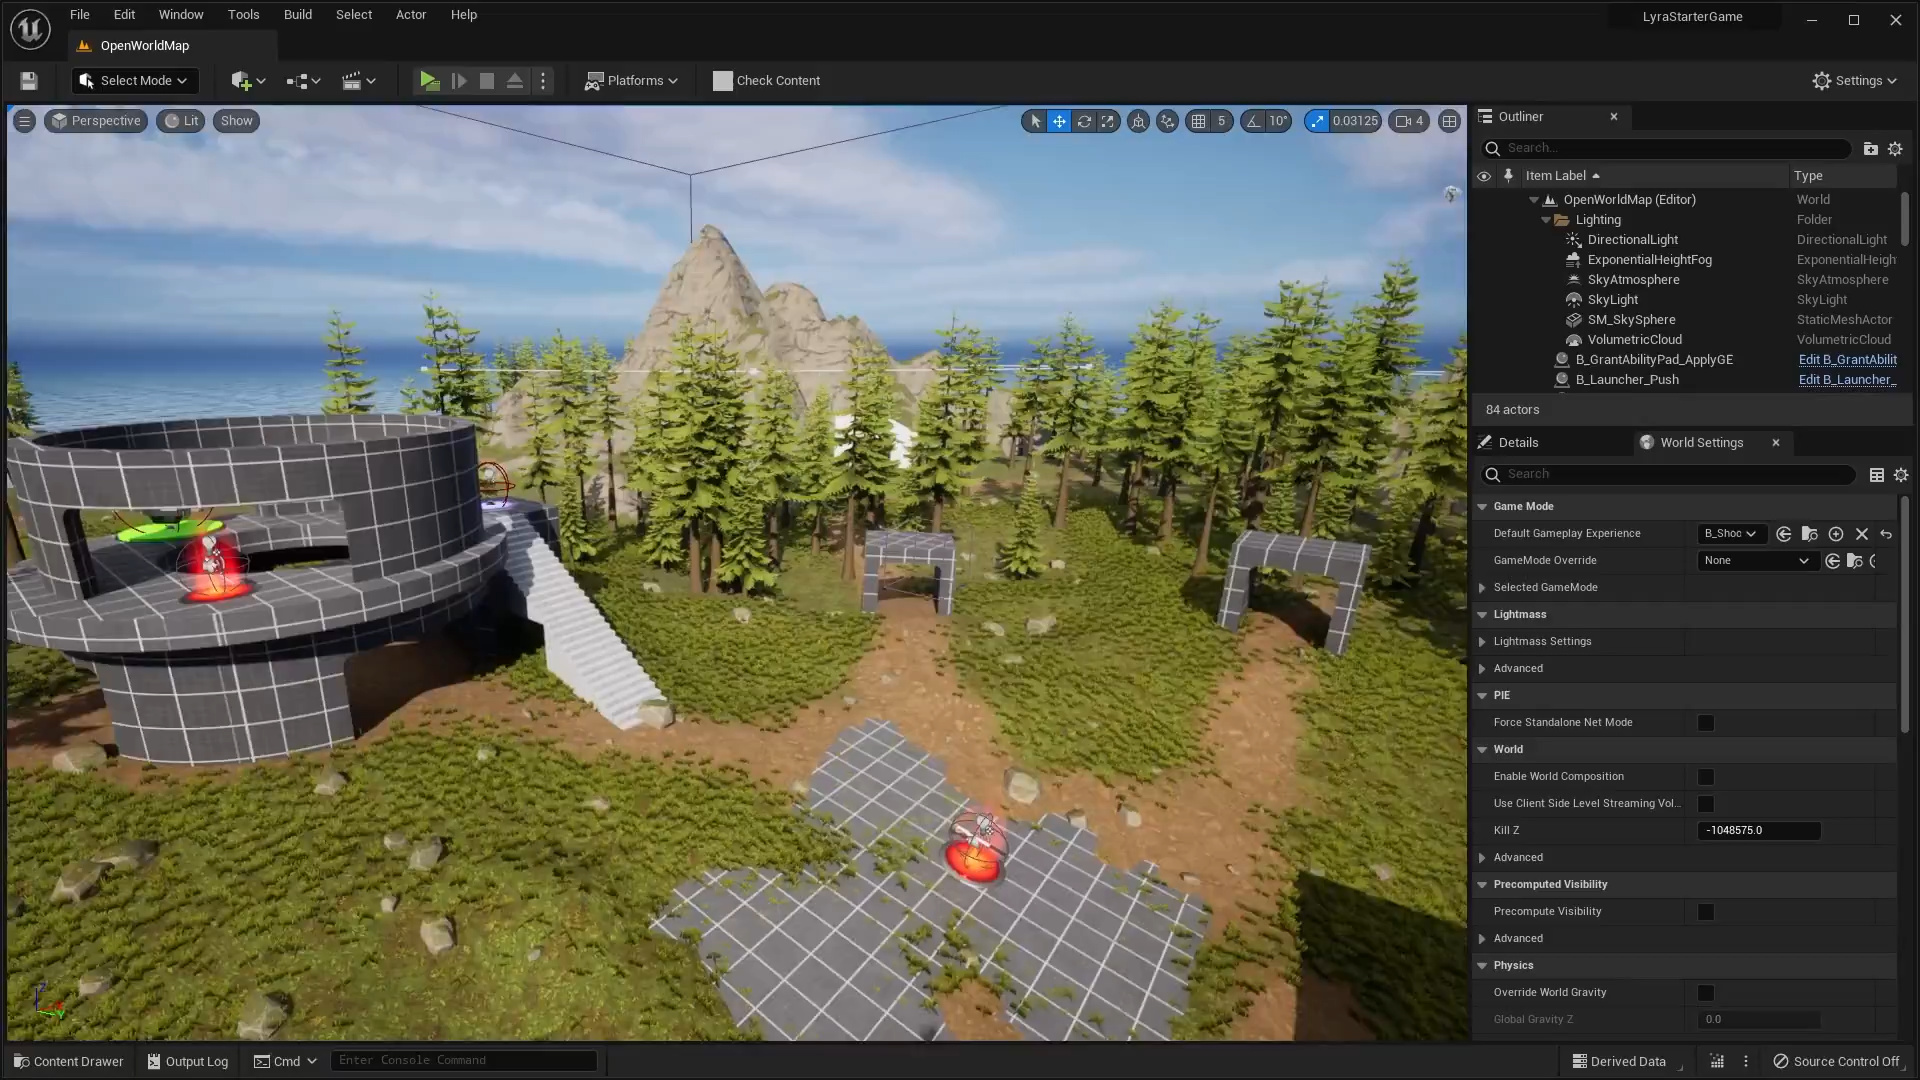 File Edit Window Tools Build Select Actor Help
LyraStarterGame
OpenWorldMap
Select Mode
Platforms
Check Content
Settings
Perspective
Lit
Show
5
10°
0.03125
4
Outliner
Search...
Item Label
Type
OpenWorldMap (Editor) World
Lighting Folder
DirectionalLight DirectionalLight
ExponentialHeightFog ExponentialHeigh
SkyAtmosphere SkyAtmosphere
SkyLight SkyLight
SM_SkySphere StaticMeshActor
VolumetricCloud VolumetricCloud
B_GrantAbilityPad_ApplyGE Edit B_GrantAbilit
B_Launcher_Push Edit B_Launcher_
84 actors
Details
World Settings
Search
Game Mode
Default Gameplay Experience B_Shoc
GameMode Override None
Selected GameMode
Lightmass
Lightmass Settings
Advanced
PIE
Force Standalone Net Mode
World
Enable World Composition
Use Client Side Level Streaming Vol...
Kill Z -1048575.0
Advanced
Precomputed Visibility
Precompute Visibility
Advanced
Physics
Override World Gravity
Global Gravity Z 0.0
Content Drawer
Output Log
Cmd
Enter Console Command
Derived Data
Source Control Off